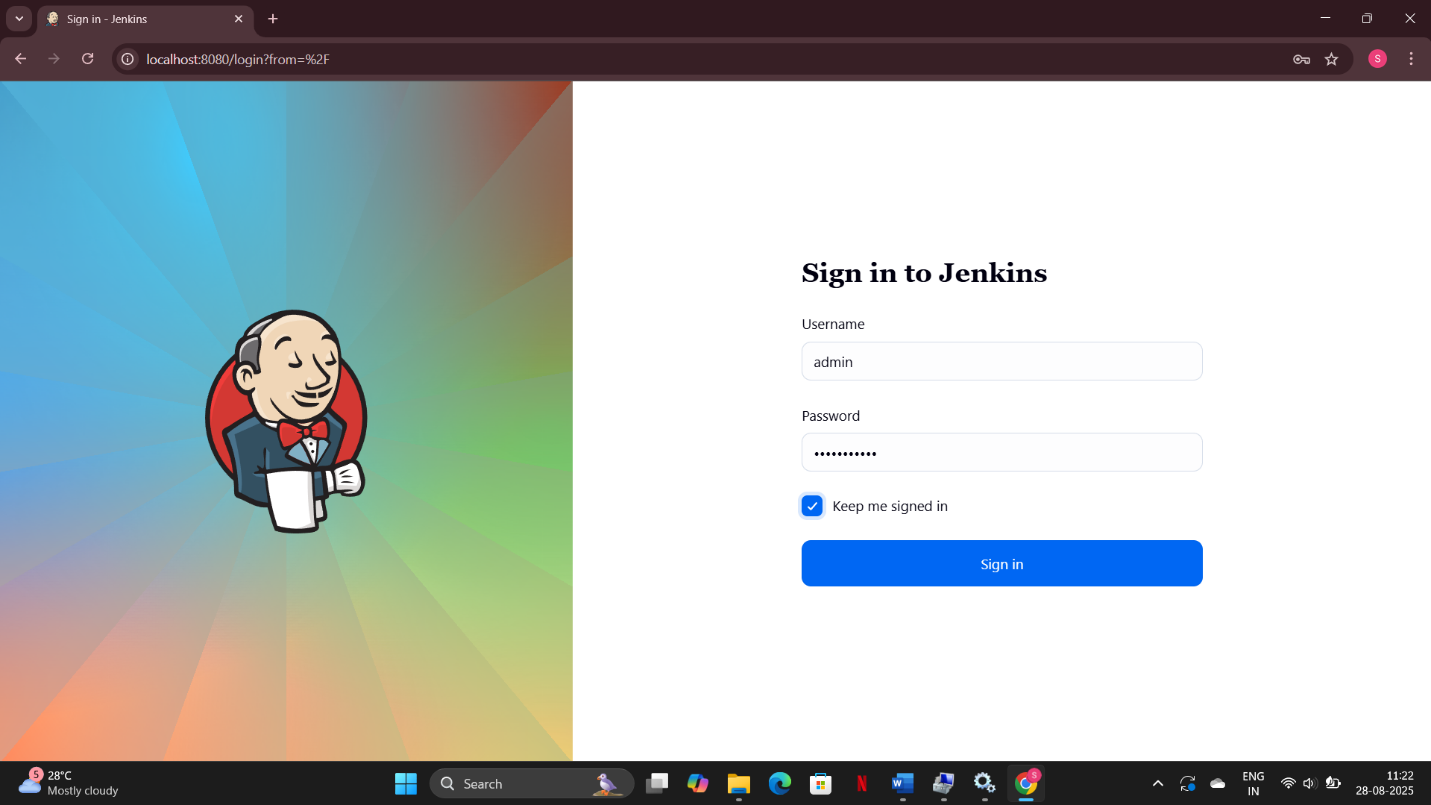 Sign in - Jenkins
localhost:8080/login?from=%2F
S
Sign in to Jenkins
Username
admin
Password
•••••••••••
Keep me signed in
Sign in
5
28°C
Mostly cloudy
Search
N
W
S
ENG
IN
11:22
28-08-2025